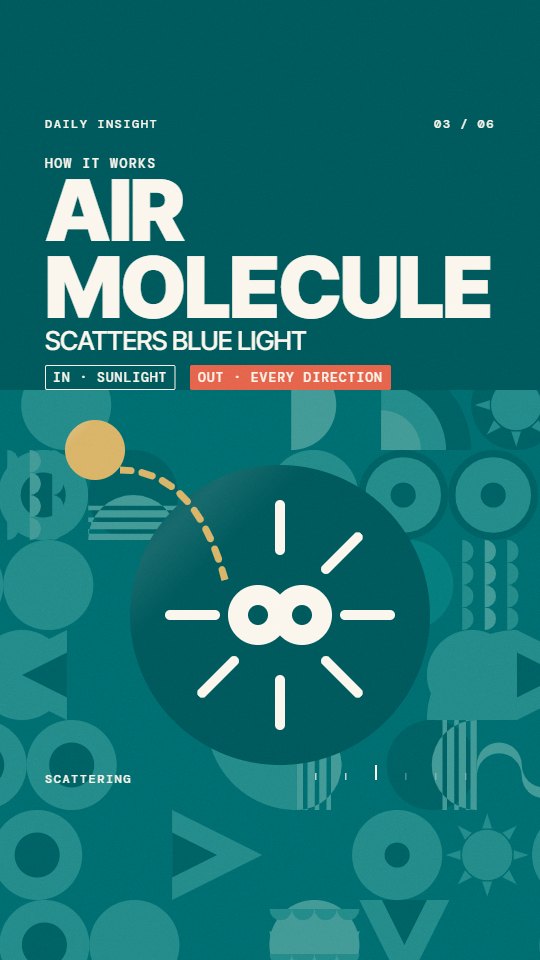 DAILY INSIGHT
03 / 06
HOW IT WORKS
AIR
MOLECULE
SCATTERS BLUE LIGHT
IN · SUNLIGHT
OUT · EVERY DIRECTION
SCATTERING